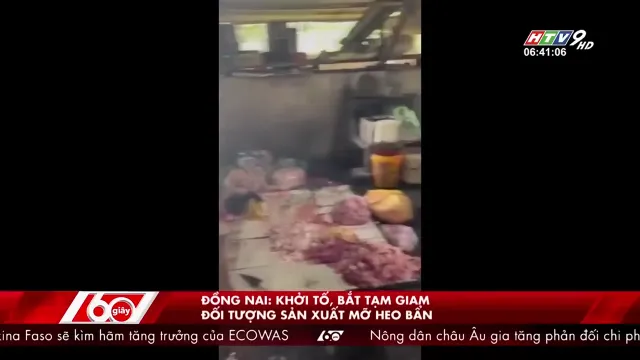 HTV9HD
06:41:06
60 giây
ĐỒNG NAI: KHỞI TỐ, BẮT TẠM GIAM
ĐỐI TƯỢNG SẢN XUẤT MỠ HEO BẨN
kina Faso sẽ kìm hãm tăng trưởng của ECOWAS 60 Nông dân châu Âu gia tăng phản đối chi ph